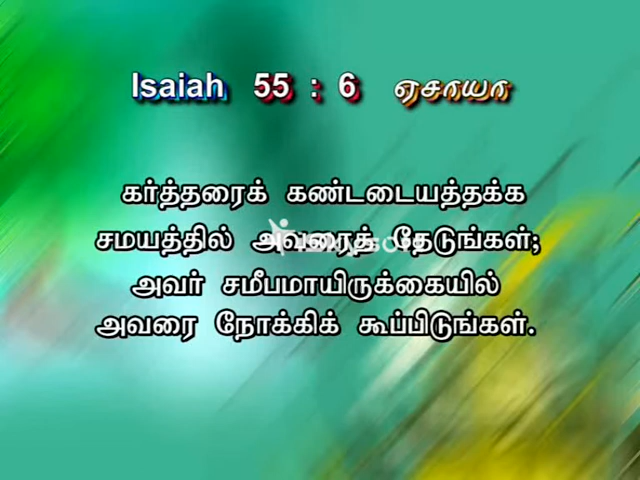 Isaiah 55 : 6 ஏசாயா
கர்த்தரைக் கண்டடையத்தக்க
சமயத்தில் அவரைத் தேடுங்கள்;
அவர் சமீபமாயிருக்கையில்
அவரை நோக்கிக் கூப்பிடுங்கள்.